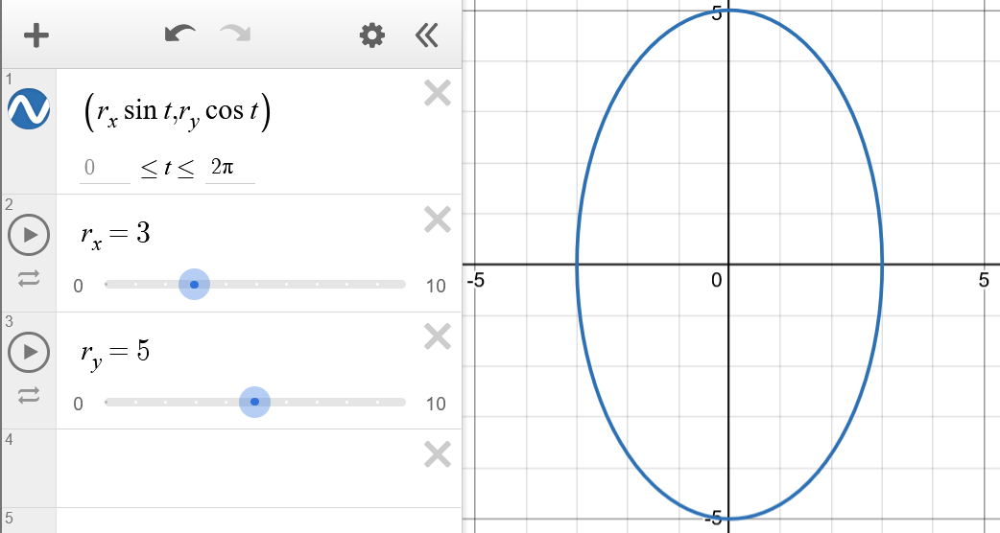 1
(r_x sin t,r_y cos t)
0 ≤ t ≤ 2π
2
r_x = 3
0 10
3
r_y = 5
0 10
4
5
5
-5 0 5
-5